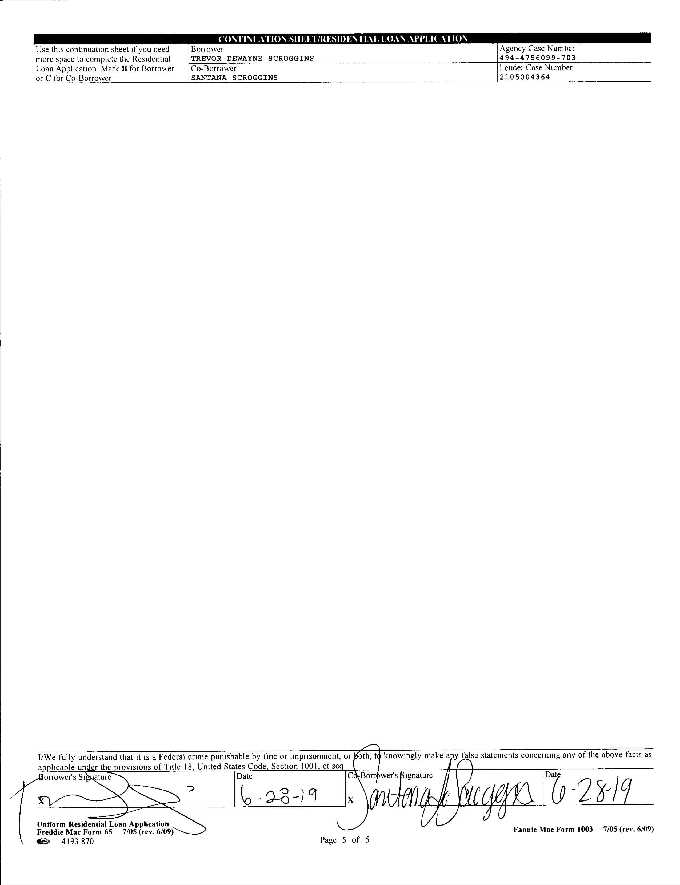 CONTINUATION SHEET/RESIDENTIAL LOAN APPLICATION
Use this continuation sheet if you need
more space to complete the Residential
Loan Application. Mark B for Borrower
or C for Co-Borrower
Borrower
TREVOR DEWAYNE SCROGGINS
Co-Borrower
SANTANA SCROGGINS
Agency Case Number
494-4756099-703
Lender Case Number
2105004364
I/We fully understand that it is a Federal crime punishable by fine or imprisonment, or both, to knowingly make any false statements concerning any of the above facts as
applicable under the provisions of Title 18, United States Code, Section 1001, et seq
Borrower's Signature
Date
6-28-19
Co-Borrower's Signature
X
Santana Scroggins
Date
6-28-19
Uniform Residential Loan Application
Freddie Mac Form 65 7/05 (rev. 6/09)
4193 870
Page 5 of 5
Fannie Mae Form 1003 7/05 (rev. 6/09)